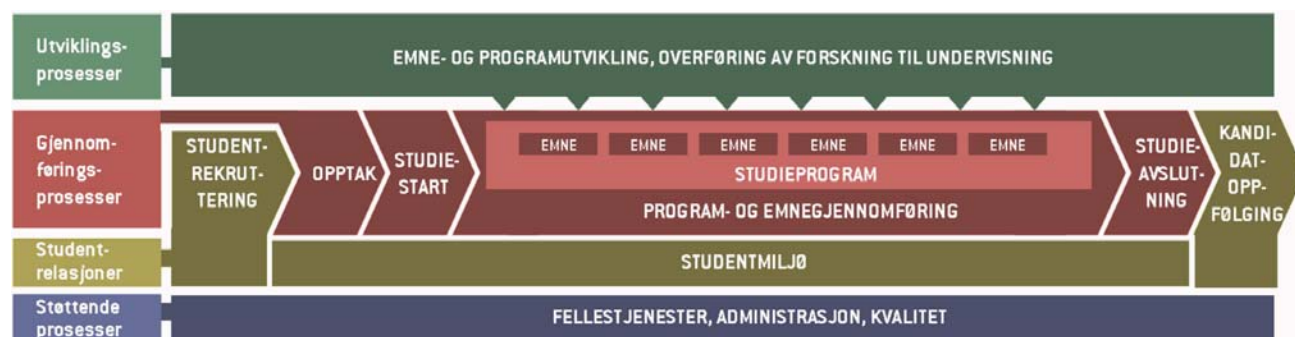 Utviklings-
prosesser
EMNE- OG PROGRAMUTVIKLING, OVERFØRING AV FORSKNING TIL UNDERVISNING
Gjennom-
førings-
prosesser
STUDENT-
REKRUT-
TERING
OPPTAK
STUDIE-
START
EMNE EMNE EMNE EMNE EMNE EMNE
STUDIEPROGRAM
PROGRAM- OG EMNEGJENNOMFØRING
STUDIE-
AVSLUT-
NING
KANDI-
DAT-
OPP-
FØLGING
Student-
relasjoner
STUDENTMILJØ
Støttende
prosesser
FELLESTJENESTER, ADMINISTRASJON, KVALITET